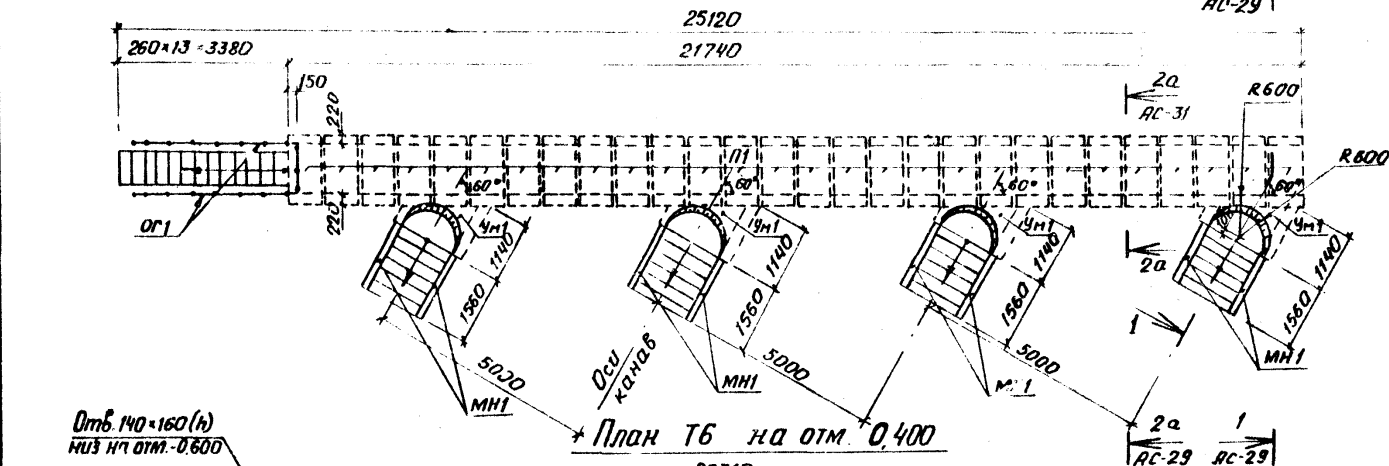 АС-29
25120
260×13=3380
21740
150
220
2а
АС-31
R600
R600
П1
60°
60°
60°
60°
ОГ1
220
Ум1
Ум1
Ум1
Ум1
1140
1140
1140
1140
1560
1560
1560
1560
2а
1
5000
5000
5000
Оси
канав
МН1
МН1
МН1
Отв. 140×160(h)
низ на отм.-0,600
План Т6 на отм. 0,400
2а
1
АС-29
АС-29